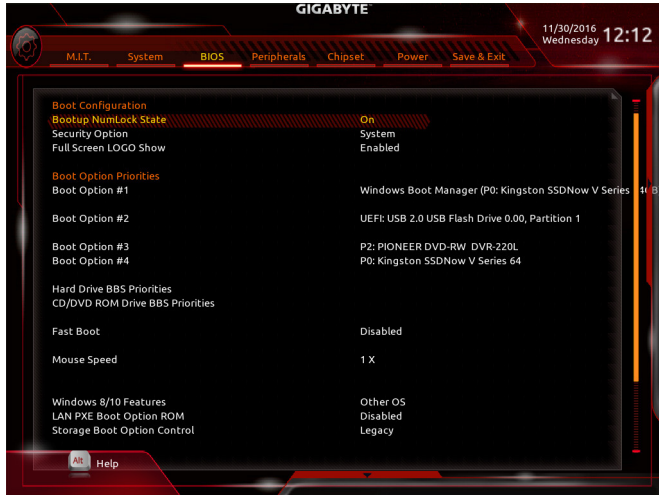 GIGABYTE™
11/30/2016
Wednesday 12:12
M.I.T. System BIOS Peripherals Chipset Power Save & Exit
Boot Configuration
Bootup NumLock State On
Security Option System
Full Screen LOGO Show Enabled
Boot Option Priorities
Boot Option #1 Windows Boot Manager (P0: Kingston SSDNow V Series
Boot Option #2 UEFI: USB 2.0 USB Flash Drive 0.00, Partition 1
Boot Option #3 P2: PIONEER DVD-RW DVR-220L
Boot Option #4 P0: Kingston SSDNow V Series 64
Hard Drive BBS Priorities
CD/DVD ROM Drive BBS Priorities
Fast Boot Disabled
Mouse Speed 1 X
Windows 8/10 Features Other OS
LAN PXE Boot Option ROM Disabled
Storage Boot Option Control Legacy
Alt Help